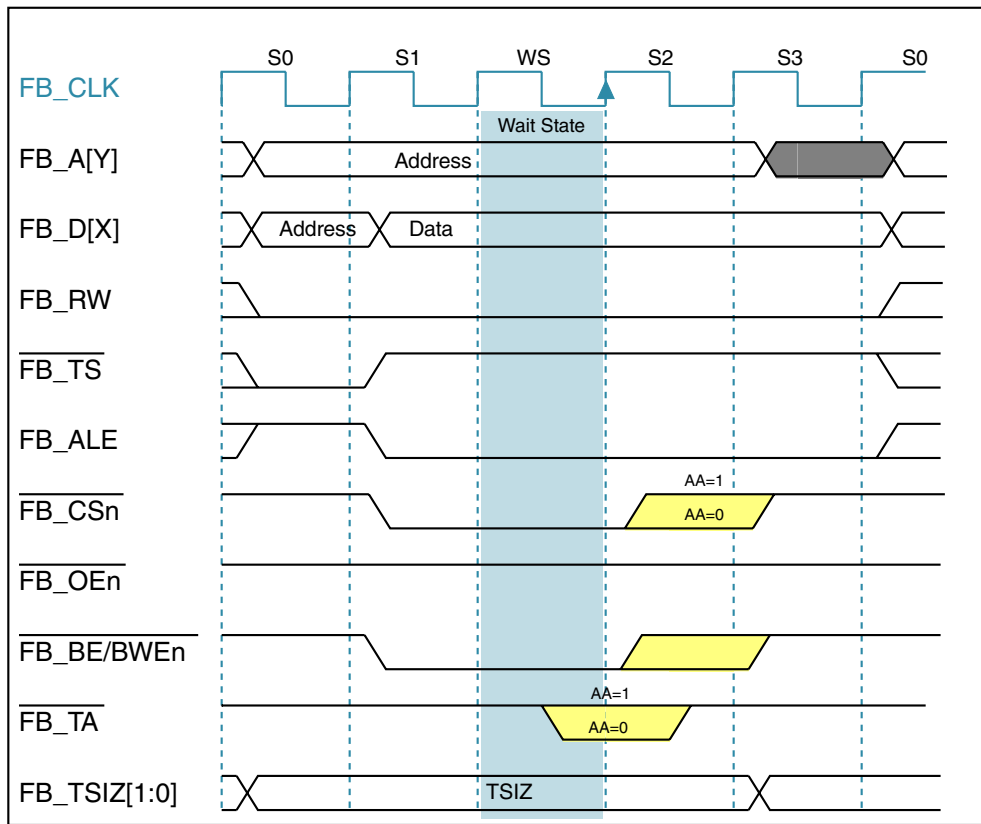 S0 S1 WS S2 S3 S0
FB_CLK
Wait State
FB_A[Y] Address
FB_D[X] Address Data
FB_RW
FB_TS
FB_ALE
AA=1
FB_CSn AA=0
FB_OEn
FB_BE/BWEn
AA=1
FB_TA AA=0
FB_TSIZ[1:0] TSIZ